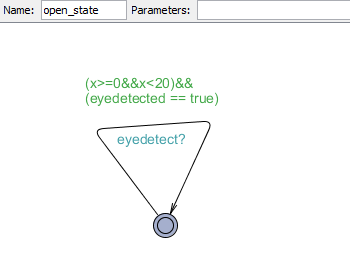 Name: open_state Parameters:
(x>=0&&x<20)&&
(eyedetected == true)
eyedetect?